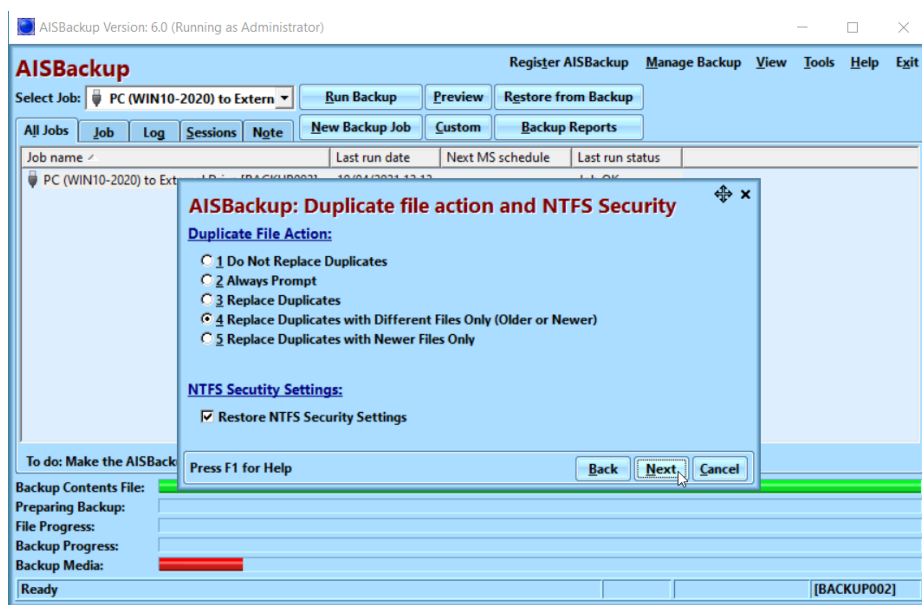 AISBackup Version: 6.0 (Running as Administrator)
AISBackup
Register AISBackup Manage Backup View Tools Help Exit
Select Job: PC (WIN10-2020) to Extern Run Backup Preview Restore from Backup
All Jobs Job Log Sessions Note New Backup Job Custom Backup Reports
Job name Last run date Next MS schedule Last run status
PC (WIN10-2020) to Ext
AISBackup: Duplicate file action and NTFS Security
Duplicate File Action:
1 Do Not Replace Duplicates
2 Always Prompt
3 Replace Duplicates
4 Replace Duplicates with Different Files Only (Older or Newer)
5 Replace Duplicates with Newer Files Only
NTFS Secutity Settings:
Restore NTFS Security Settings
Press F1 for Help Back Next Cancel
To do: Make the AISBack
Backup Contents File:
Preparing Backup:
File Progress:
Backup Progress:
Backup Media:
Ready [BACKUP002]